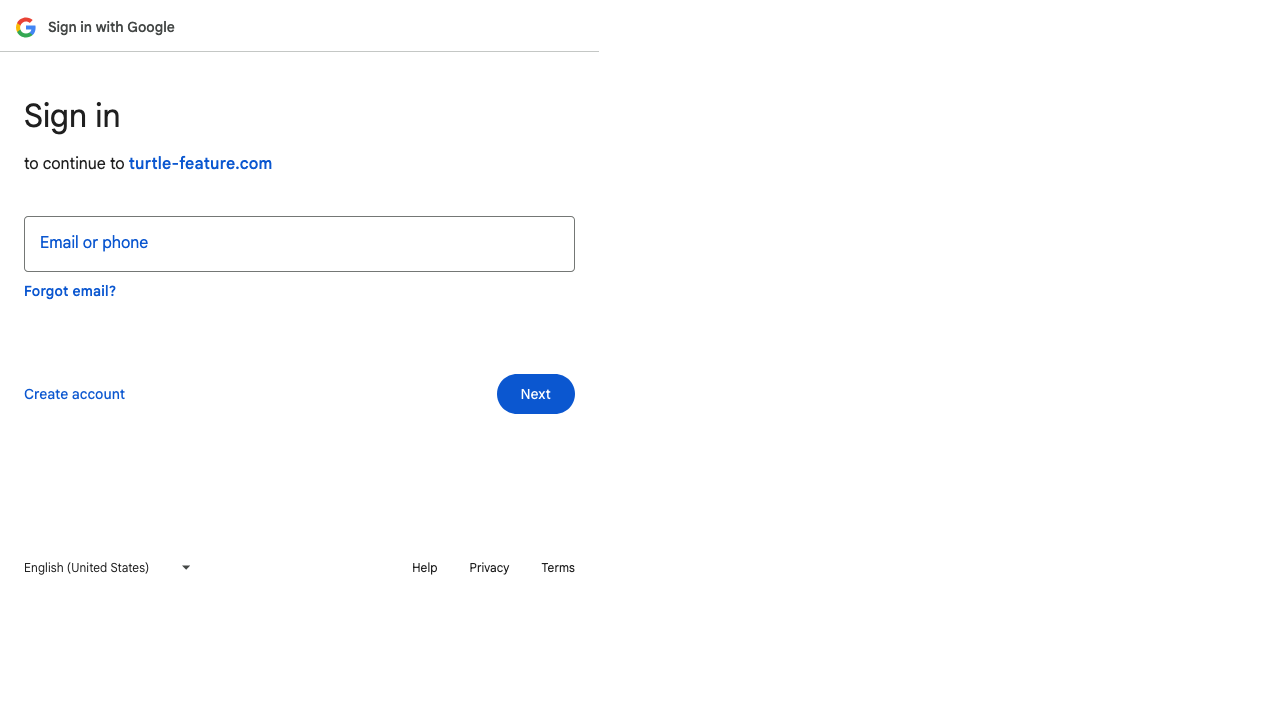 Sign in with Google
Sign in
to continue to turtle-feature.com
Email or phone
Forgot email?
Create account
Next
English (United States)
Help
Privacy
Terms